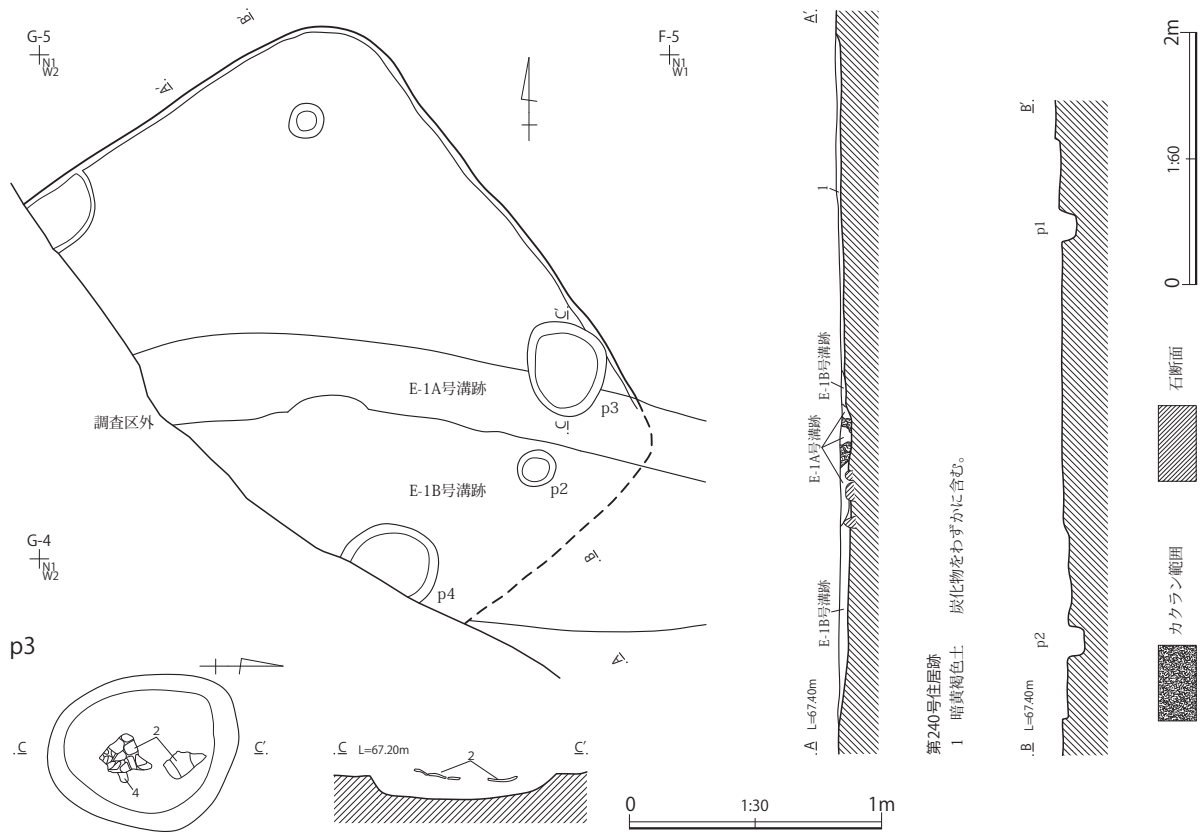 G-5
N1
W2
B'
A'
F-5
N1
W1
C'
E-1A号溝跡
p3
調査区外
C
E-1B号溝跡
p2
G-4
N1
W2
B
p4
A
p3
C
C'
2
4
C L=67.20m
C'
2
0
1:30
1m
A'
1
E-1B号溝跡
E-1A号溝跡
E-1B号溝跡
A L=67.40m
第240号住居跡
1 暗黄褐色土 炭化物をわずかに含む。
B'
p1
p2
B L=67.40m
2m
1:60
0
石断面
カクラン範囲